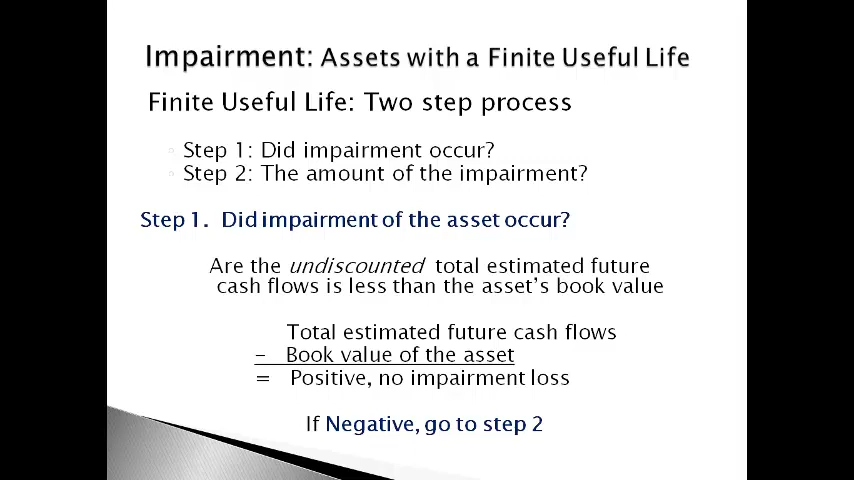 Impairment: Assets with a Finite Useful Life
Finite Useful Life: Two step process
◦ Step 1: Did impairment occur?
◦ Step 2: The amount of the impairment?
Step 1. Did impairment of the asset occur?
Are the undiscounted total estimated future
cash flows is less than the asset's book value
Total estimated future cash flows
– Book value of the asset
= Positive, no impairment loss
If Negative, go to step 2